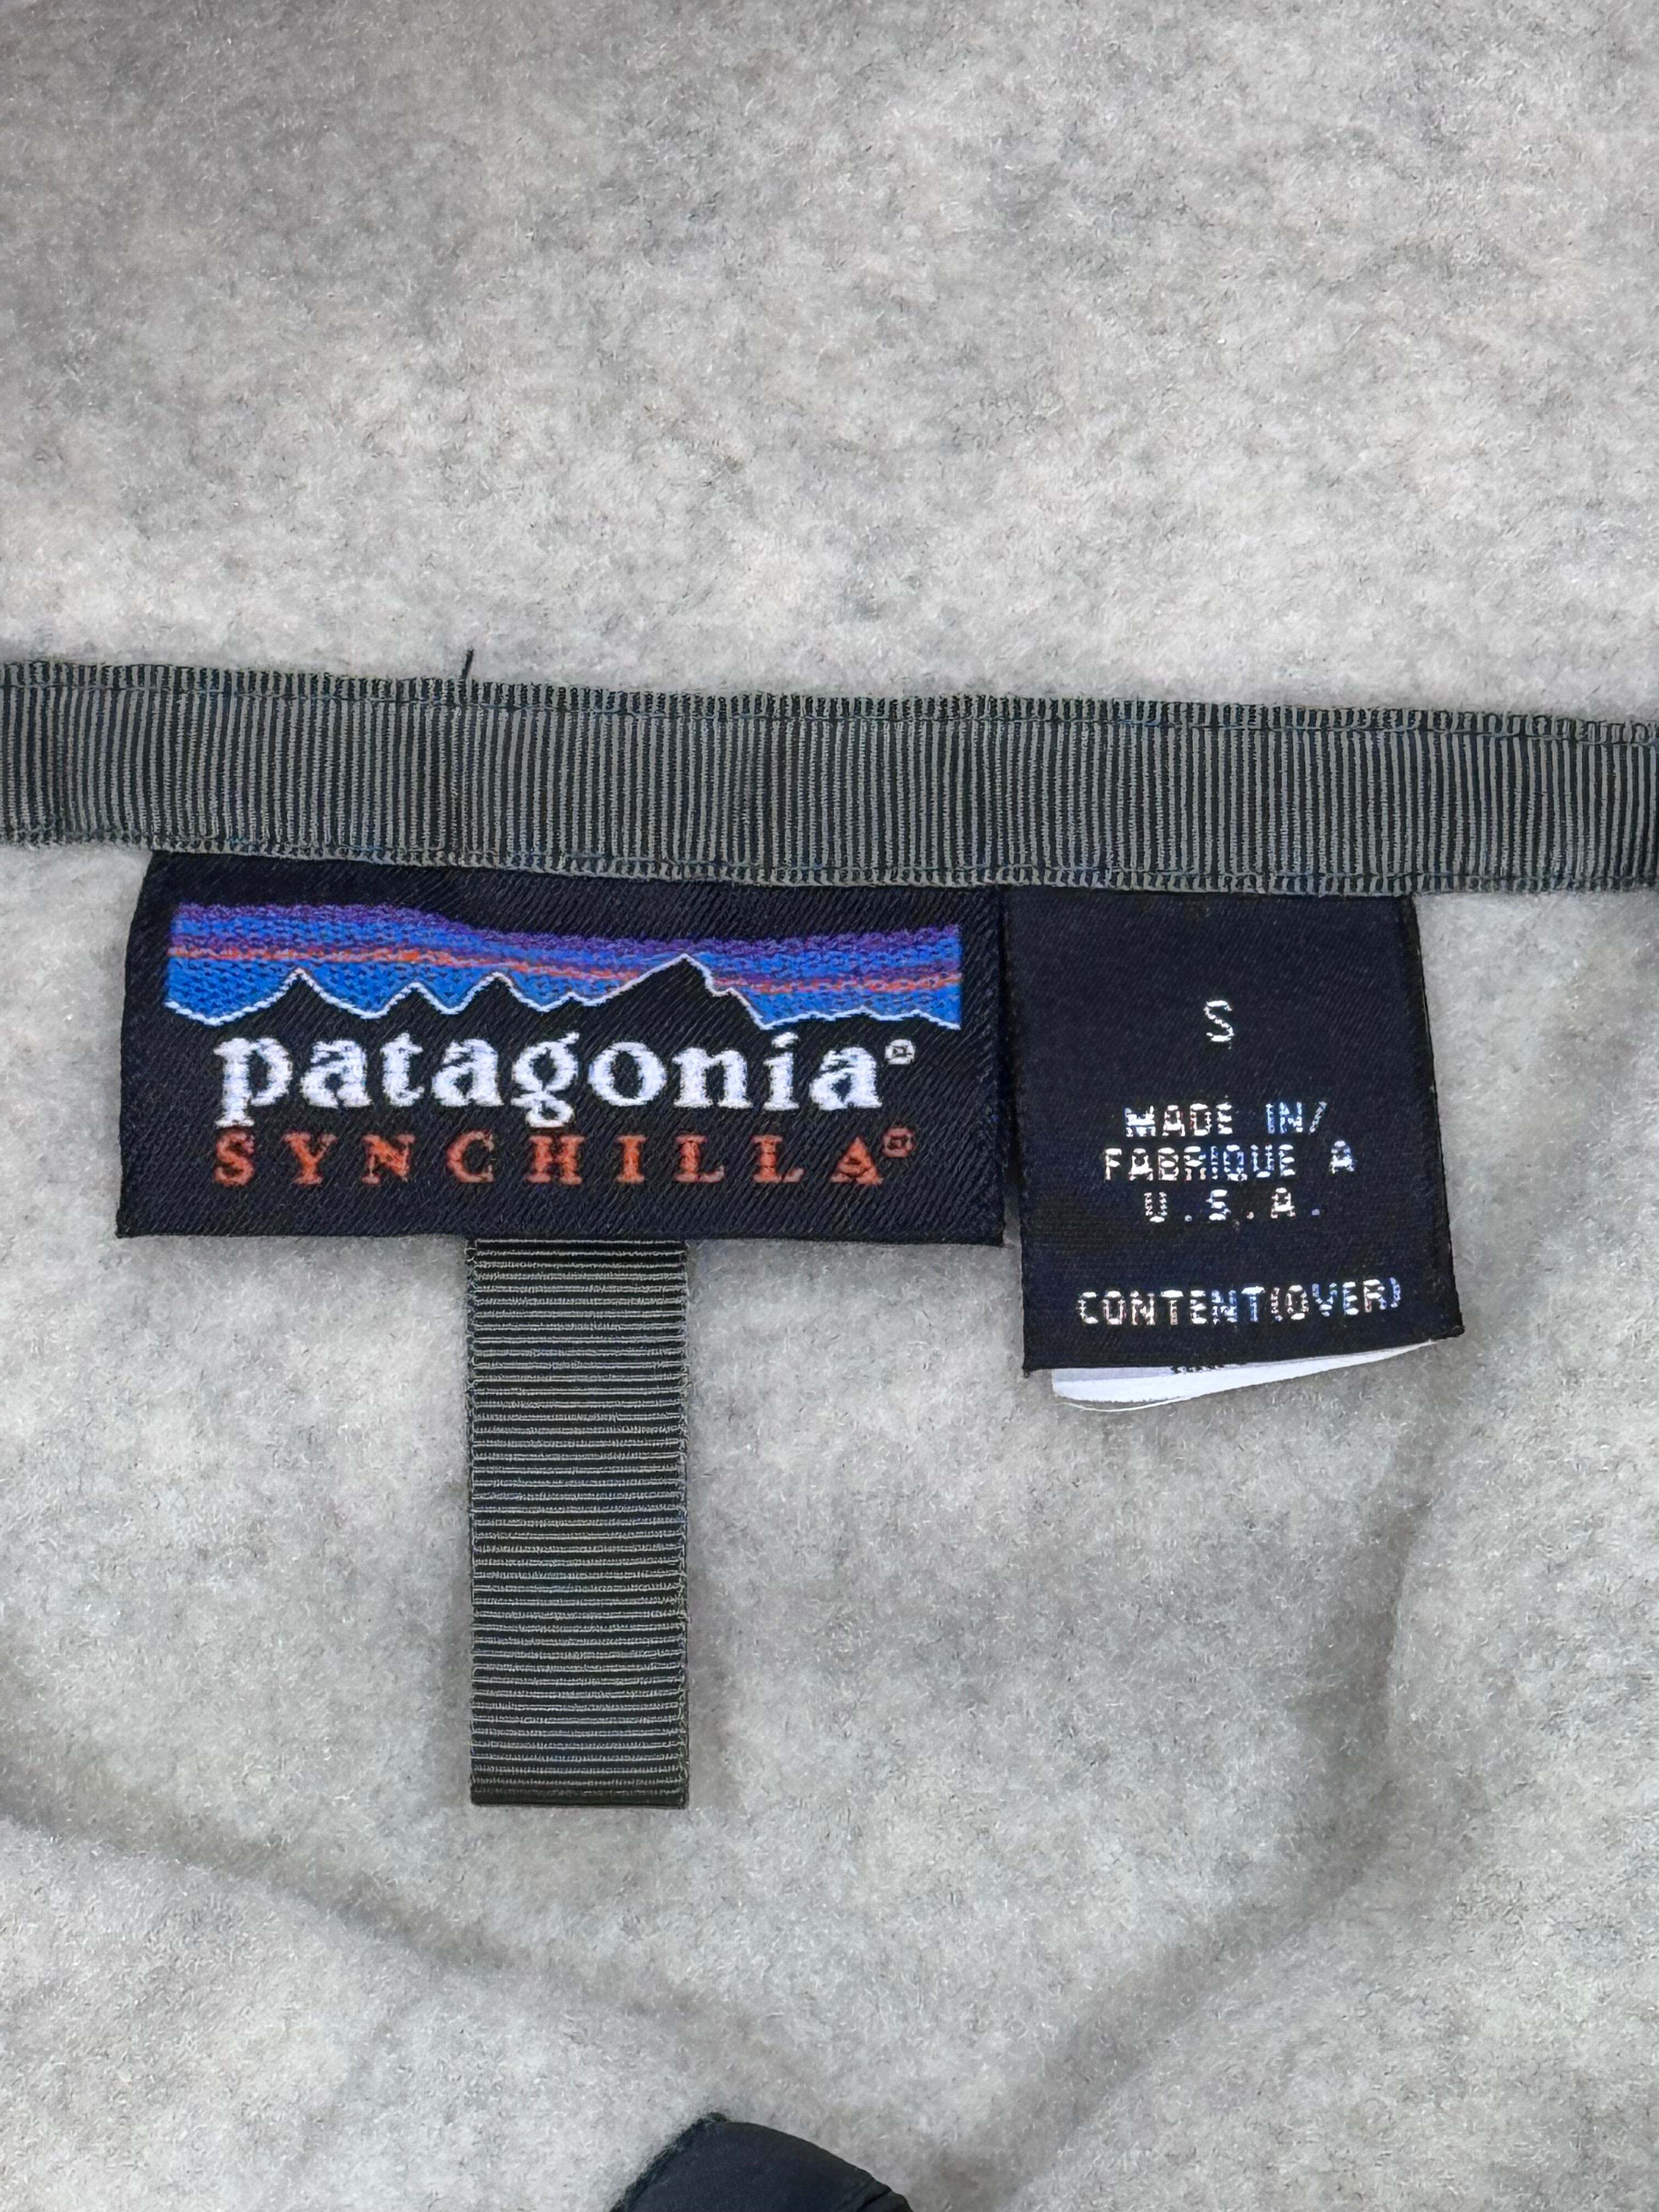 patagonia®
SYNCHILLA®
S
MADE IN/
FABRIQUE A
U.S.A.
CONTENT(OVER)